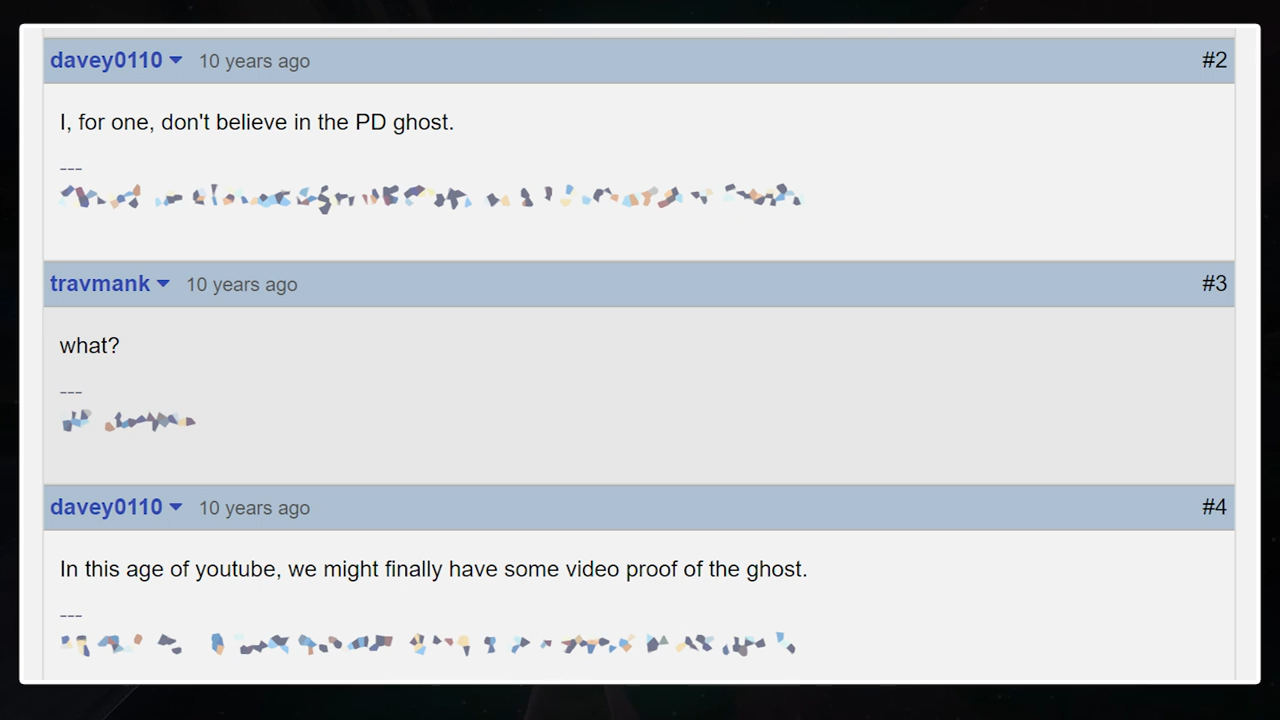 davey0110 10 years ago #2
I, for one, don't believe in the PD ghost.
---
travmank 10 years ago #3
what?
---
davey0110 10 years ago #4
In this age of youtube, we might finally have some video proof of the ghost.
---